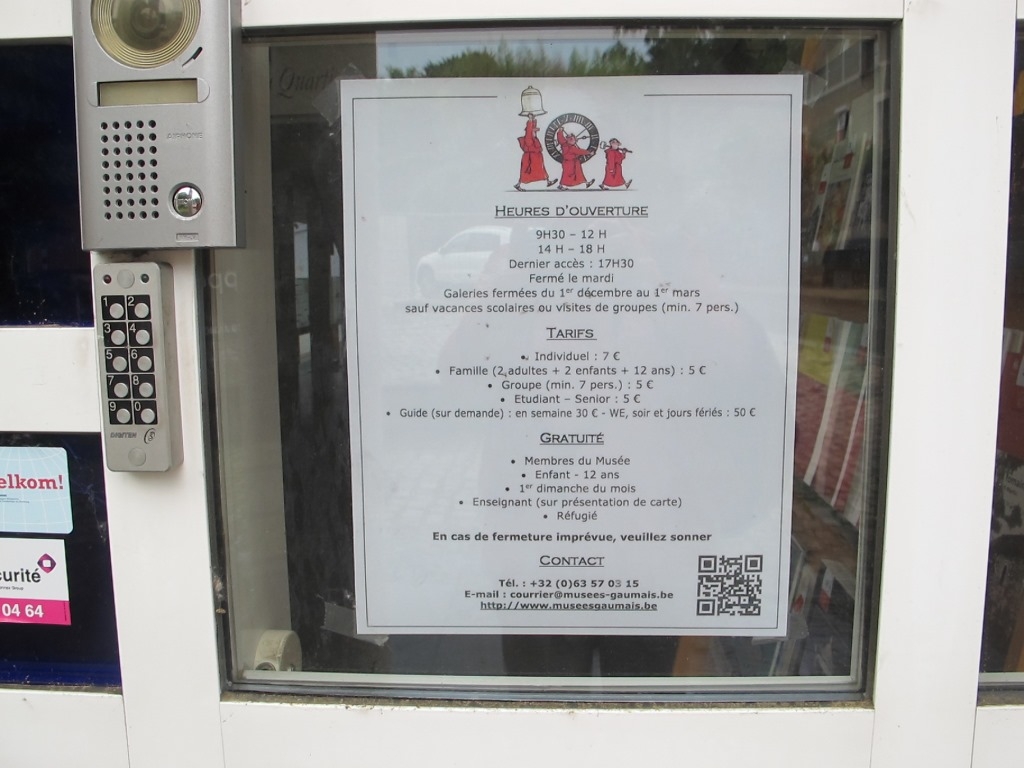 Quarti
AIPHONE
HEURES D'OUVERTURE
9H30 – 12 H
14 H – 18 H
Dernier accès : 17H30
Fermé le mardi
Galeries fermées du 1er décembre au 1er mars
sauf vacances scolaires ou visites de groupes (min. 7 pers.)
TARIFS
• Individuel : 7 €
• Famille (2 adultes + 2 enfants + 12 ans) : 5 €
• Groupe (min. 7 pers.) : 5 €
• Etudiant – Senior : 5 €
• Guide (sur demande) : en semaine 30 € - WE, soir et jours fériés : 50 €
GRATUITÉ
• Membres du Musée
• Enfant - 12 ans
• 1er dimanche du mois
• Enseignant (sur présentation de carte)
• Réfugié
En cas de fermeture imprévue, veuillez sonner
CONTACT
Tél. : +32 (0)63 57 03 15
E-mail : courrier@musees-gaumais.be
http://www.museesgaumais.be
1 2
3 4
5 6
7 8
9 0
DIGITEN
elkom!
curité
04 64